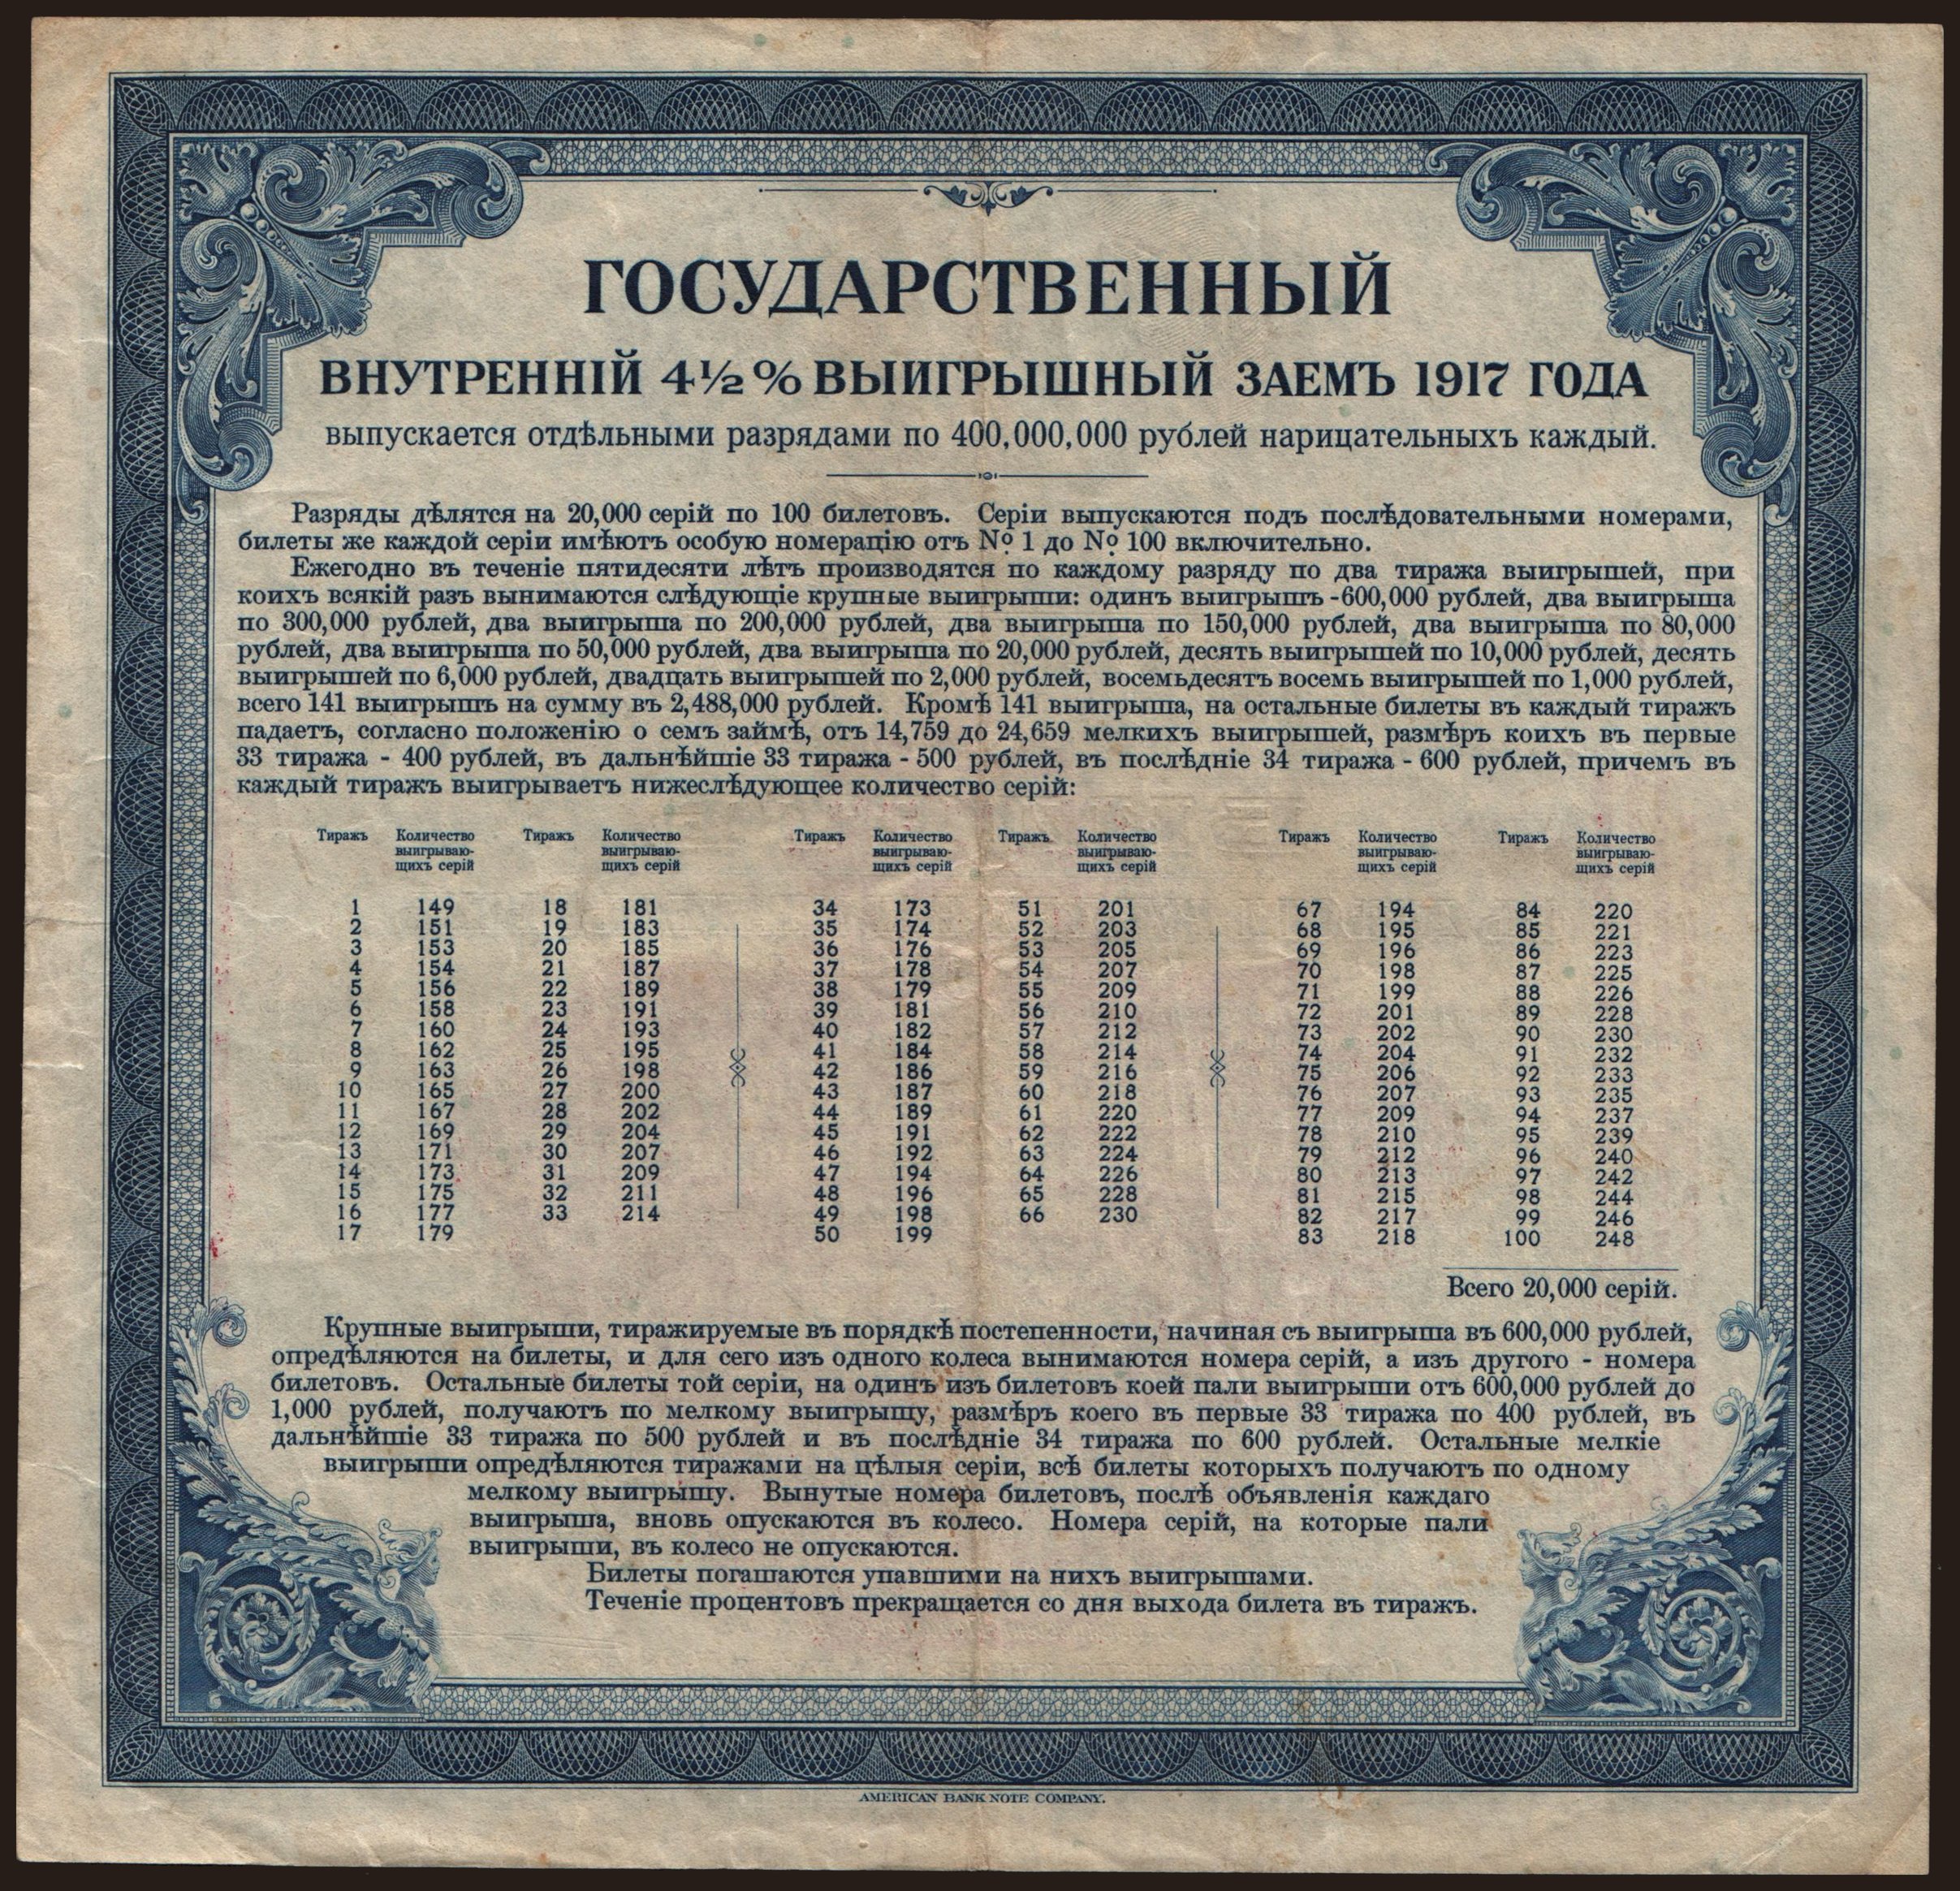 ГОСУДАРСТВЕННЫЙ
ВНУТРЕННІЙ 4½% ВЫИГРЫШНЫЙ ЗАЕМЪ 1917 ГОДА
выпускается отдѣльными разрядами по 400,000,000 рублей нарицательныхъ каждый.
Разряды дѣлятся на 20,000 серій по 100 билетовъ. Серіи выпускаются подъ послѣдовательными номерами,
билеты же каждой серіи имѣютъ особую номерацію отъ № 1 до № 100 включительно.
Ежегодно въ теченіе пятидесяти лѣтъ производятся по каждому разряду по два тиража выигрышей, при
коихъ всякій разъ вынимаются слѣдующіе крупные выигрыши: одинъ выигрышъ -600,000 рублей, два выигрыша
по 300,000 рублей, два выигрыша по 200,000 рублей, два выигрыша по 150,000 рублей, два выигрыша по 80,000
рублей, два выигрыша по 50,000 рублей, два выигрыша по 20,000 рублей, десять выигрышей по 10,000 рублей, десять
выигрышей по 6,000 рублей, двадцать выигрышей по 2,000 рублей, восемьдесятъ восемь выигрышей по 1,000 рублей,
всего 141 выигрышъ на сумму въ 2,488,000 рублей. Кромѣ 141 выигрыша, на остальные билеты въ каждый тиражъ
падаетъ, согласно положенію о семъ займѣ, отъ 14,759 до 24,659 мелкихъ выигрышей, размѣръ коихъ въ первые
33 тиража - 400 рублей, въ дальнѣйшіе 33 тиража - 500 рублей, въ послѣдніе 34 тиража - 600 рублей, причемъ въ
каждый тиражъ выигрываетъ нижеслѣдующее количество серій:
Тиражъ Количество Тиражъ Количество Тиражъ Количество Тиражъ Количество Тиражъ Количество Тиражъ Количество
выигрываю- выигрываю- выигрываю- выигрываю- выигрываю- выигрываю-
щихъ серій щихъ серій щихъ серій щихъ серій щихъ серій щихъ серій
1 149 18 181 34 173 51 201 67 194 84 220
2 151 19 183 35 174 52 203 68 195 85 221
3 153 20 185 36 176 53 205 69 196 86 223
4 154 21 187 37 178 54 207 70 198 87 225
5 156 22 189 38 179 55 209 71 199 88 226
6 158 23 191 39 181 56 210 72 201 89 228
7 160 24 193 40 182 57 212 73 202 90 230
8 162 25 195 41 184 58 214 74 204 91 232
9 163 26 198 42 186 59 216 75 206 92 233
10 165 27 200 43 187 60 218 76 207 93 235
11 167 28 202 44 189 61 220 77 209 94 237
12 169 29 204 45 191 62 222 78 210 95 239
13 171 30 207 46 192 63 224 79 212 96 240
14 173 31 209 47 194 64 226 80 213 97 242
15 175 32 211 48 196 65 228 81 215 98 244
16 177 33 214 49 198 66 230 82 217 99 246
17 179 50 199 83 218 100 248
Всего 20,000 серій.
Крупные выигрыши, тиражируемые въ порядкѣ постепенности, начиная съ выигрыша въ 600,000 рублей,
опредѣляются на билеты, и для сего изъ одного колеса вынимаются номера серій, а изъ другого - номера
билетовъ. Остальные билеты той серіи, на одинъ изъ билетовъ коей пали выигрыши отъ 600,000 рублей до
1,000 рублей, получаютъ по мелкому выигрышу, размѣръ коего въ первые 33 тиража по 400 рублей, въ
дальнѣйшіе 33 тиража по 500 рублей и въ послѣдніе 34 тиража по 600 рублей. Остальные мелкіе
выигрыши опредѣляются тиражами на цѣлыя серіи, всѣ билеты которыхъ получаютъ по одному
мелкому выигрышу. Вынутые номера билетовъ, послѣ объявленія каждаго
выигрыша, вновь опускаются въ колесо. Номера серій, на которые пали
выигрыши, въ колесо не опускаются.
Билеты погашаются упавшими на нихъ выигрышами.
Теченіе процентовъ прекращается со дня выхода билета въ тиражъ.
AMERICAN BANK NOTE COMPANY.